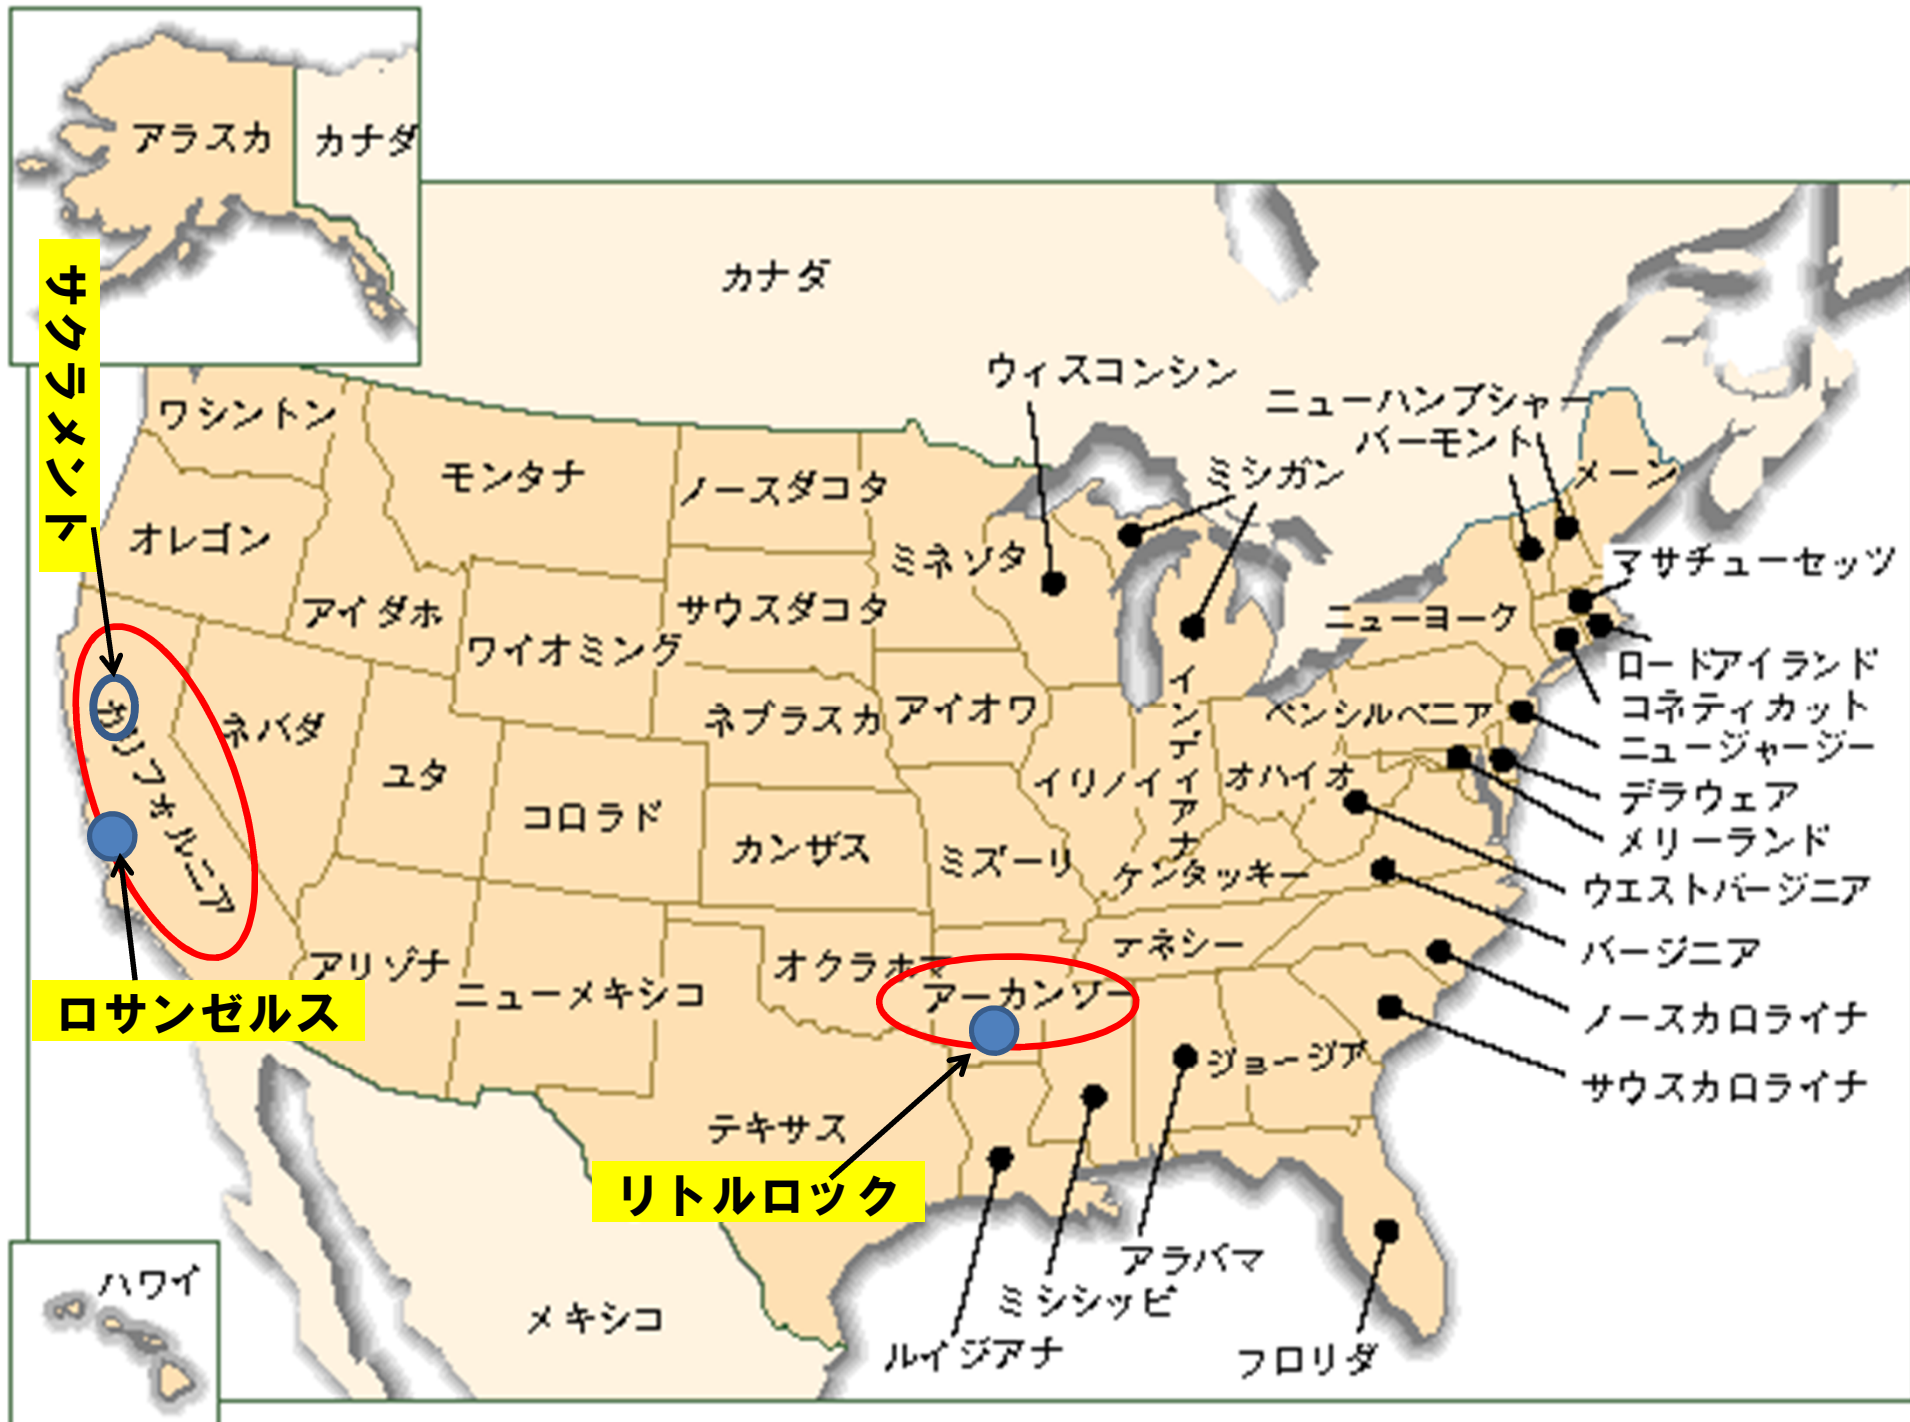 アラスカ
カナダ
カナダ
サクラメント
ウィスコンシン
ニューハンプシャー
バーモント
ミシガン
メーン
ワシントン
モンタナ
ノースダコタ
オレゴン
ミネソタ
マサチューセッツ
アイダホ
サウスダコタ
ニューヨーク
ワイオミング
ロードアイランド
コネティカット
ネバダ
ネブラスカ
アイオワ
インディアナ
ペンシルベニア
ニュージャージー
カリフォルニア
ユタ
コロラド
イリノイ
オハイオ
デラウェア
メリーランド
カンザス
ミズーリ
ケンタッキー
ウエストバージニア
アリゾナ
オクラホマ
テネシー
バージニア
ロサンゼルス
ニューメキシコ
アーカンソー
ノースカロライナ
ジョージア
サウスカロライナ
テキサス
リトルロック
アラバマ
ミシシッピ
ハワイ
メキシコ
ルイジアナ
フロリダ